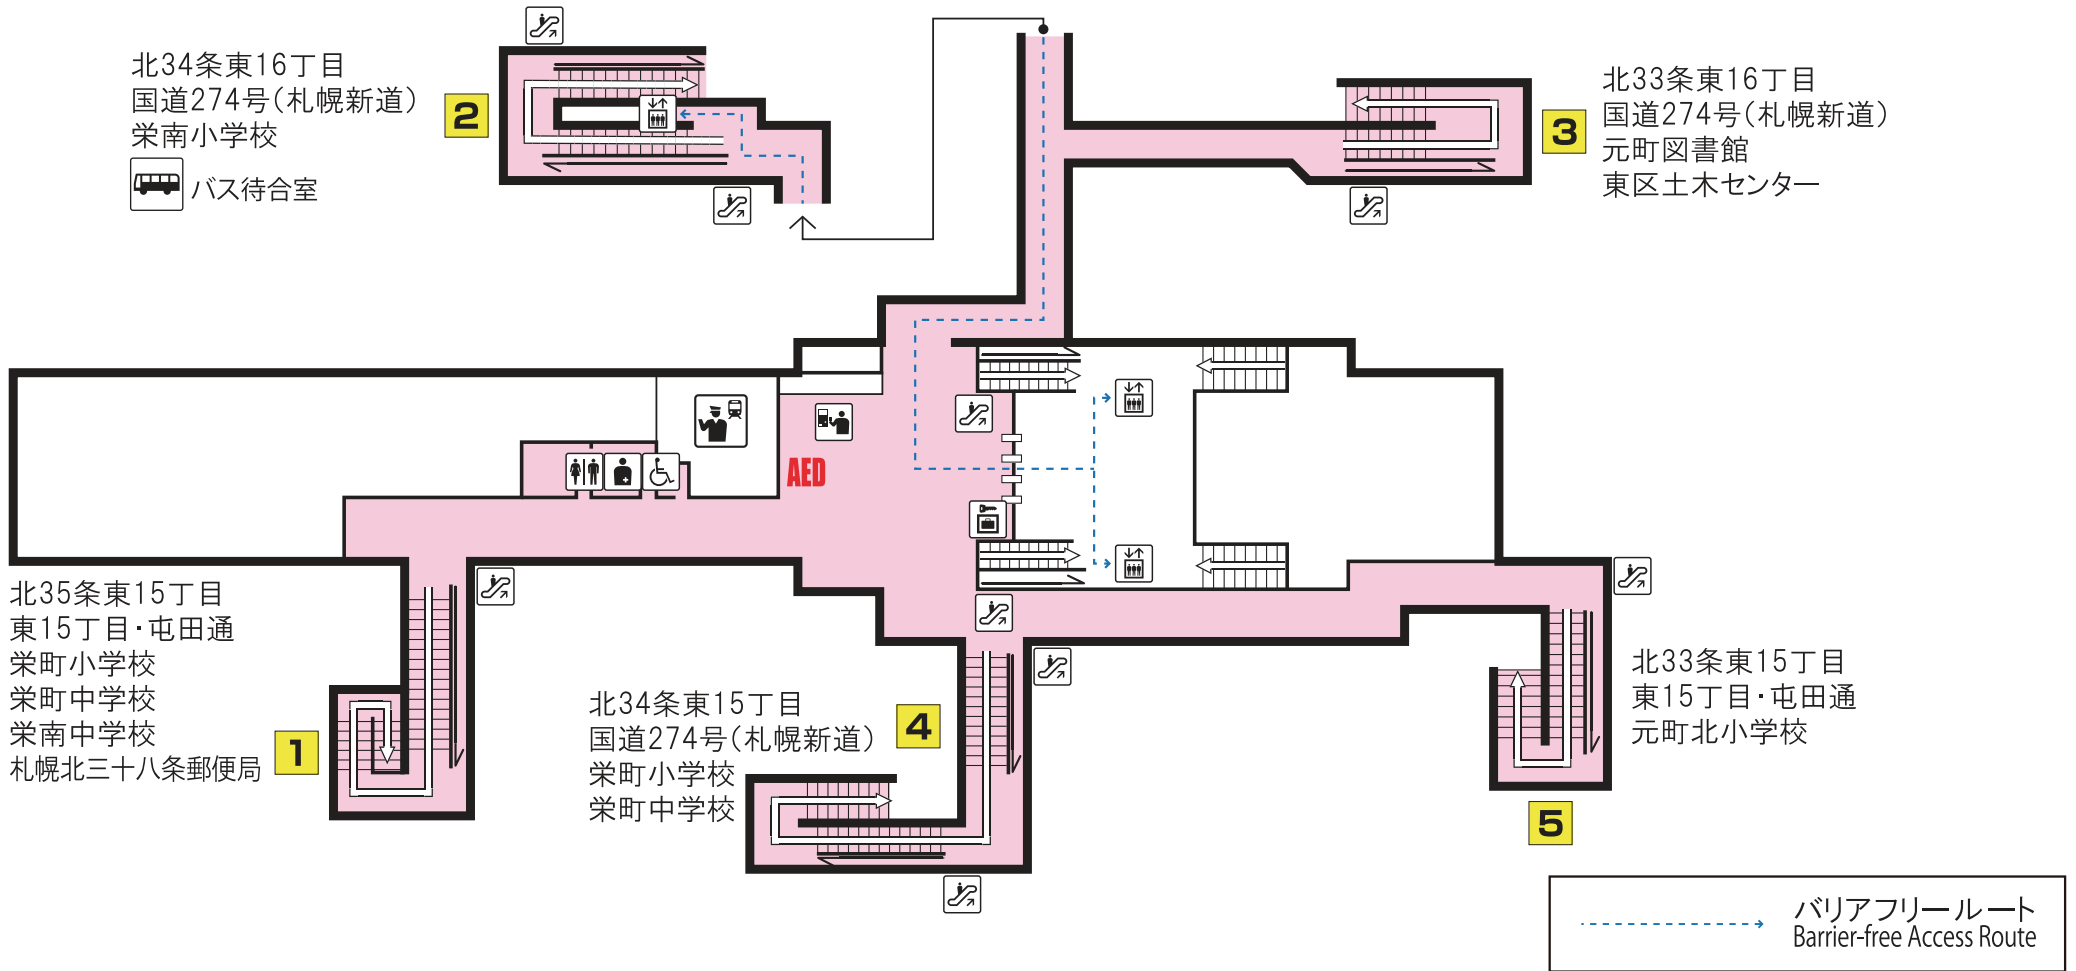 北34条東16丁目
国道274号(札幌新道)
栄南小学校
バス待合室
2
3
北33条東16丁目
国道274号(札幌新道)
元町図書館
東区土木センター
AED
北35条東15丁目
東15丁目・屯田通
栄町小学校
栄町中学校
栄南中学校
札幌北三十八条郵便局
1
北34条東15丁目
国道274号(札幌新道)
栄町小学校
栄町中学校
4
北33条東15丁目
東15丁目・屯田通
元町北小学校
5
バリアフリールート
Barrier-free Access Route